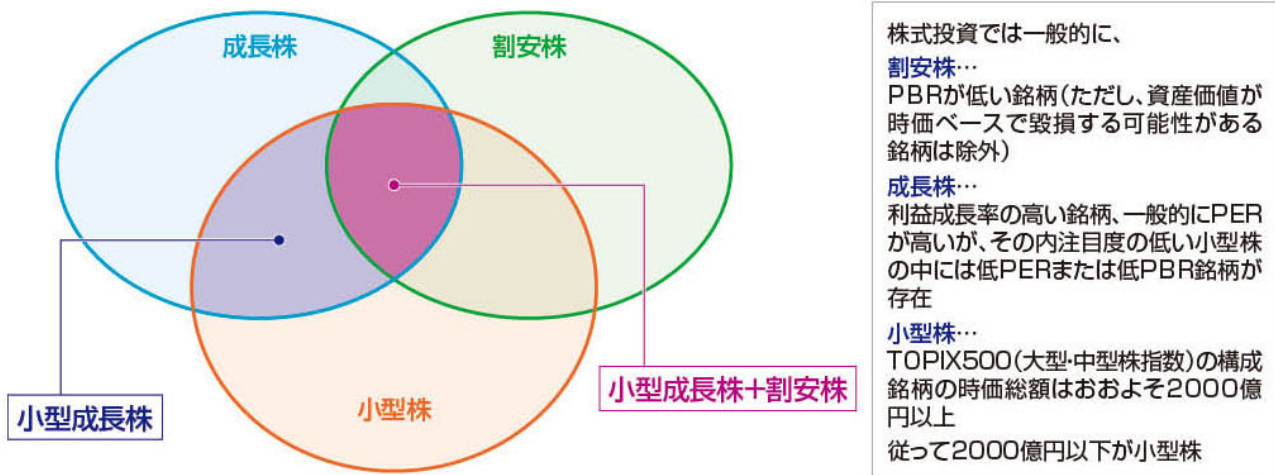 成長株
割安株
小型成長株
小型株
小型成長株+割安株
株式投資では一般的に、
割安株…
PBRが低い銘柄(ただし、資産価値が
時価ベースで毀損する可能性がある
銘柄は除外)
成長株…
利益成長率の高い銘柄、一般的にPER
が高いが、その内注目度の低い小型株
の中には低PERまたは低PBR銘柄が
存在
小型株…
TOPIX500(大型・中型株指数)の構成
銘柄の時価総額はおおよそ2000億
円以上
従って2000億円以下が小型株